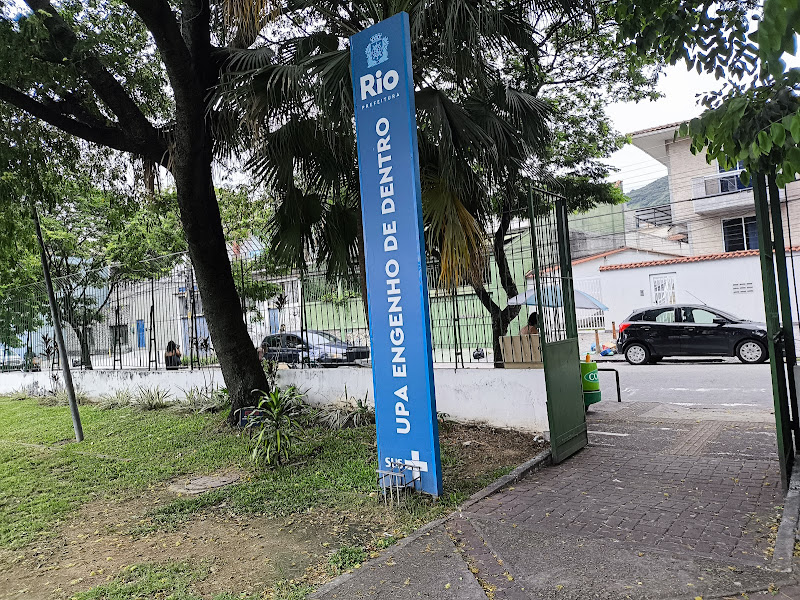 Rio
PREFEITURA
UPA ENGENHO DE DENTRO
SUS